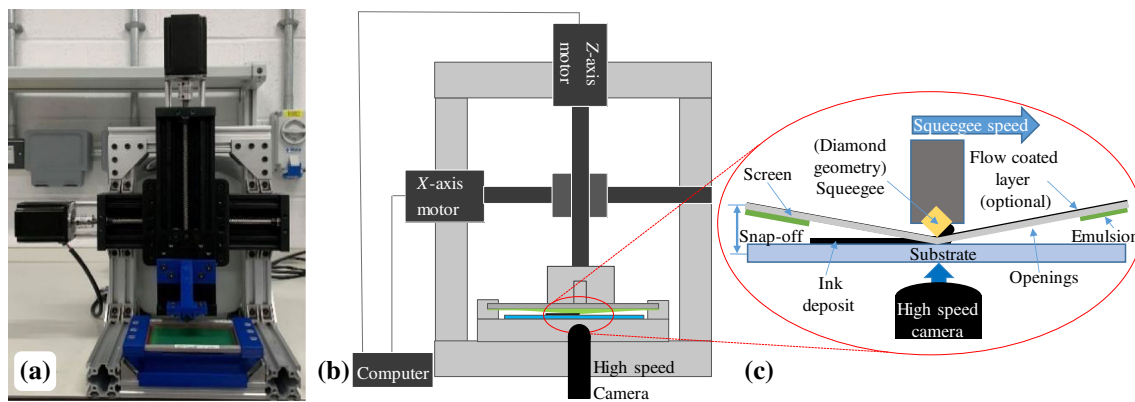 (a)
(b)
Z-axis
motor
X-axis
motor
Computer
High speed
Camera
(c)
Squeegee speed
(Diamond
geometry)
Squeegee
Flow coated
layer
(optional)
Screen
Snap-off
Emulsion
Substrate
Ink
deposit
Openings
High speed
camera